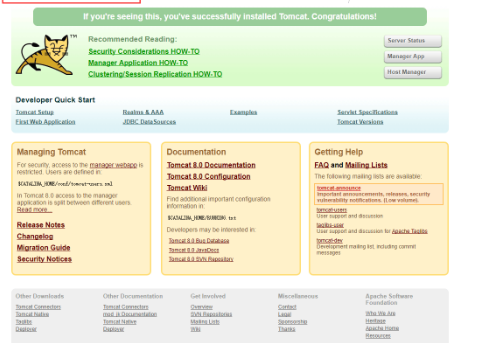 If you're seeing this, you've successfully installed Tomcat. Congratulations!
TM
Recommended Reading:
Security Considerations HOW-TO
Manager Application HOW-TO
Clustering/Session Replication HOW-TO
Server Status
Manager App
Host Manager
Developer Quick Start
Tomcat Setup
First Web Application
Realms & AAA
JDBC DataSources
Examples
Servlet Specifications
Tomcat Versions
Managing Tomcat
For security, access to the manager webapp is
restricted. Users are defined in:
$CATALINA_HOME/conf/tomcat-users.xml
In Tomcat 8.0 access to the manager
application is split between different users.
Read more...
Release Notes
Changelog
Migration Guide
Security Notices
Documentation
Tomcat 8.0 Documentation
Tomcat 8.0 Configuration
Tomcat Wiki
Find additional important configuration
information in:
$CATALINA_HOME/RUNNING.txt
Developers may be interested in:
Tomcat 8.0 Bug Database
Tomcat 8.0 JavaDocs
Tomcat 8.0 SVN Repository
Getting Help
FAQ and Mailing Lists
The following mailing lists are available:
tomcat-announce
Important announcements, releases, security
vulnerability notifications. (Low volume).
tomcat-users
User support and discussion
taglibs-user
User support and discussion for Apache Taglibs
tomcat-dev
Development mailing list, including commit
messages
Other Downloads
Tomcat Connectors
Tomcat Native
Taglibs
Deployer
Other Documentation
Tomcat Connectors
mod_jk Documentation
Tomcat Native
Deployer
Get Involved
Overview
SVN Repositories
Mailing Lists
Wiki
Miscellaneous
Contact
Legal
Sponsorship
Thanks
Apache Software
Foundation
Who We Are
Heritage
Apache Home
Resources